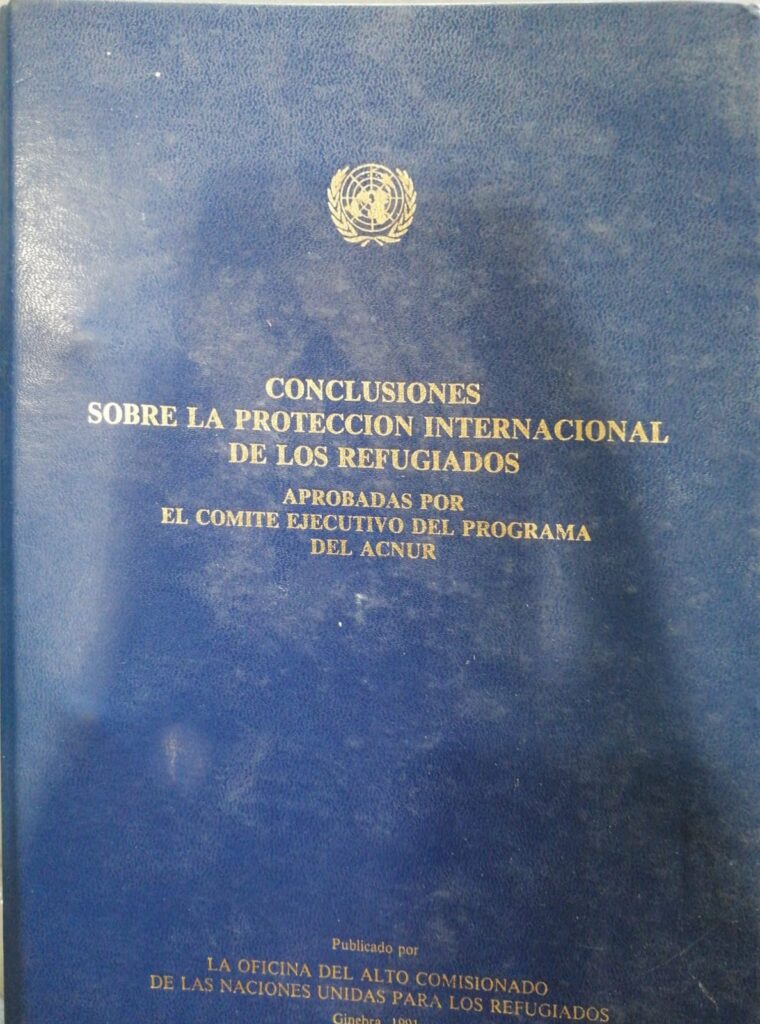 CONCLUSIONES
SOBRE LA PROTECCION INTERNACIONAL
DE LOS REFUGIADOS
APROBADAS POR
EL COMITE EJECUTIVO DEL PROGRAMA
DEL ACNUR
Publicado por
LA OFICINA DEL ALTO COMISIONADO
DE LAS NACIONES UNIDAS PARA LOS REFUGIADOS
Ginebra, 1991